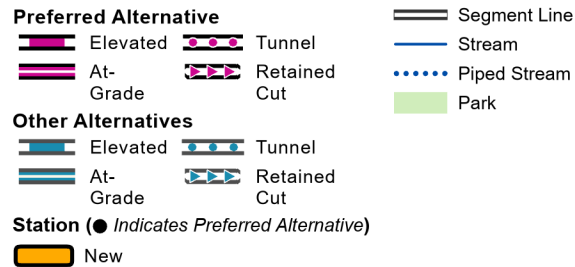 Preferred Alternative
Elevated
Tunnel
At-
Grade
Retained
Cut
Other Alternatives
Elevated
Tunnel
At-
Grade
Retained
Cut
Station (● Indicates Preferred Alternative)
New
Segment Line
Stream
Piped Stream
Park